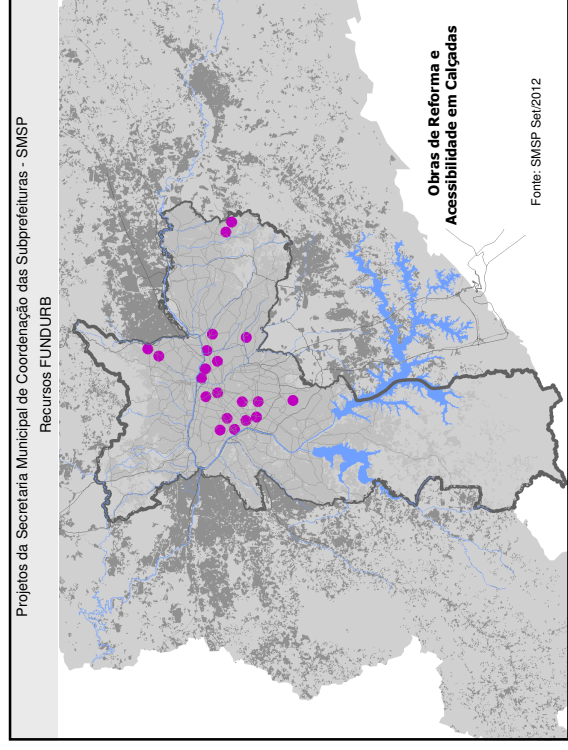 Projetos da Secretaria Municipal de Coordenação das Subprefeituras - SMSP
Recursos FUNDURB
Obras de Reforma e
Acessibilidade em Calçadas
Fonte: SMSP Set/2012